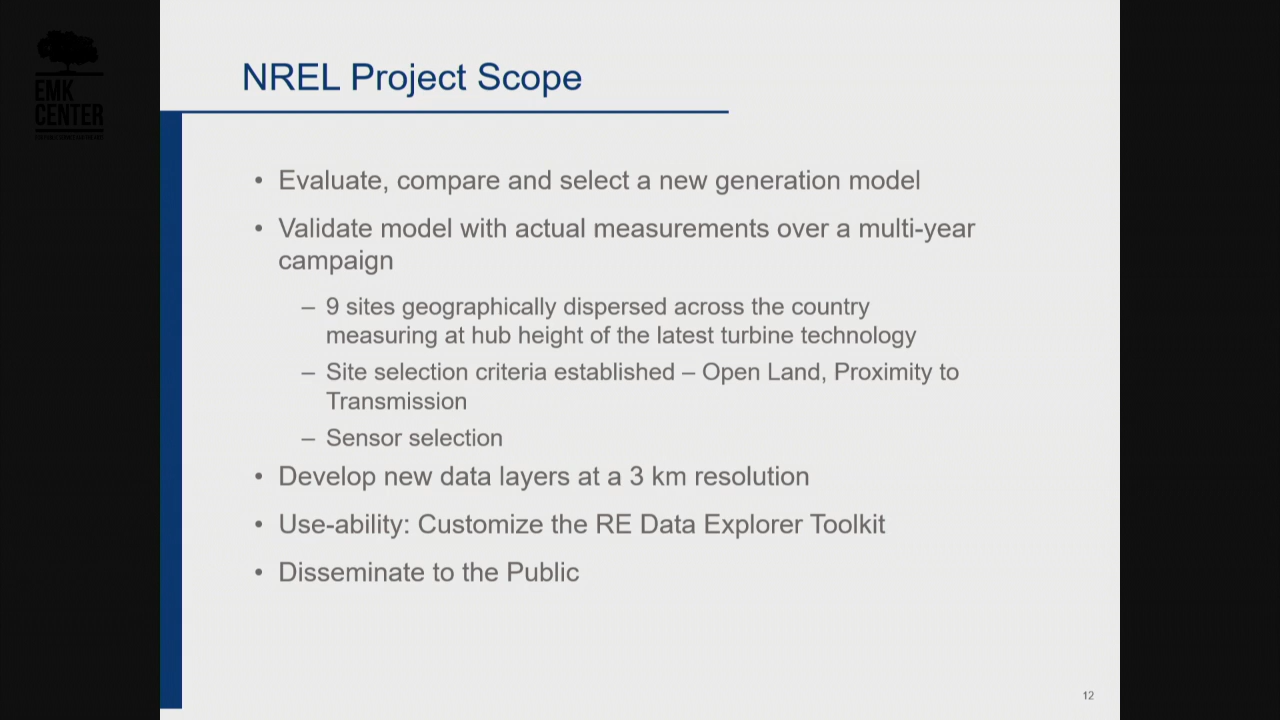 EMK
CENTER
NREL Project Scope
• Evaluate, compare and select a new generation model
• Validate model with actual measurements over a multi-year
campaign
– 9 sites geographically dispersed across the country
measuring at hub height of the latest turbine technology
– Site selection criteria established – Open Land, Proximity to
Transmission
– Sensor selection
• Develop new data layers at a 3 km resolution
• Use-ability: Customize the RE Data Explorer Toolkit
• Disseminate to the Public
12